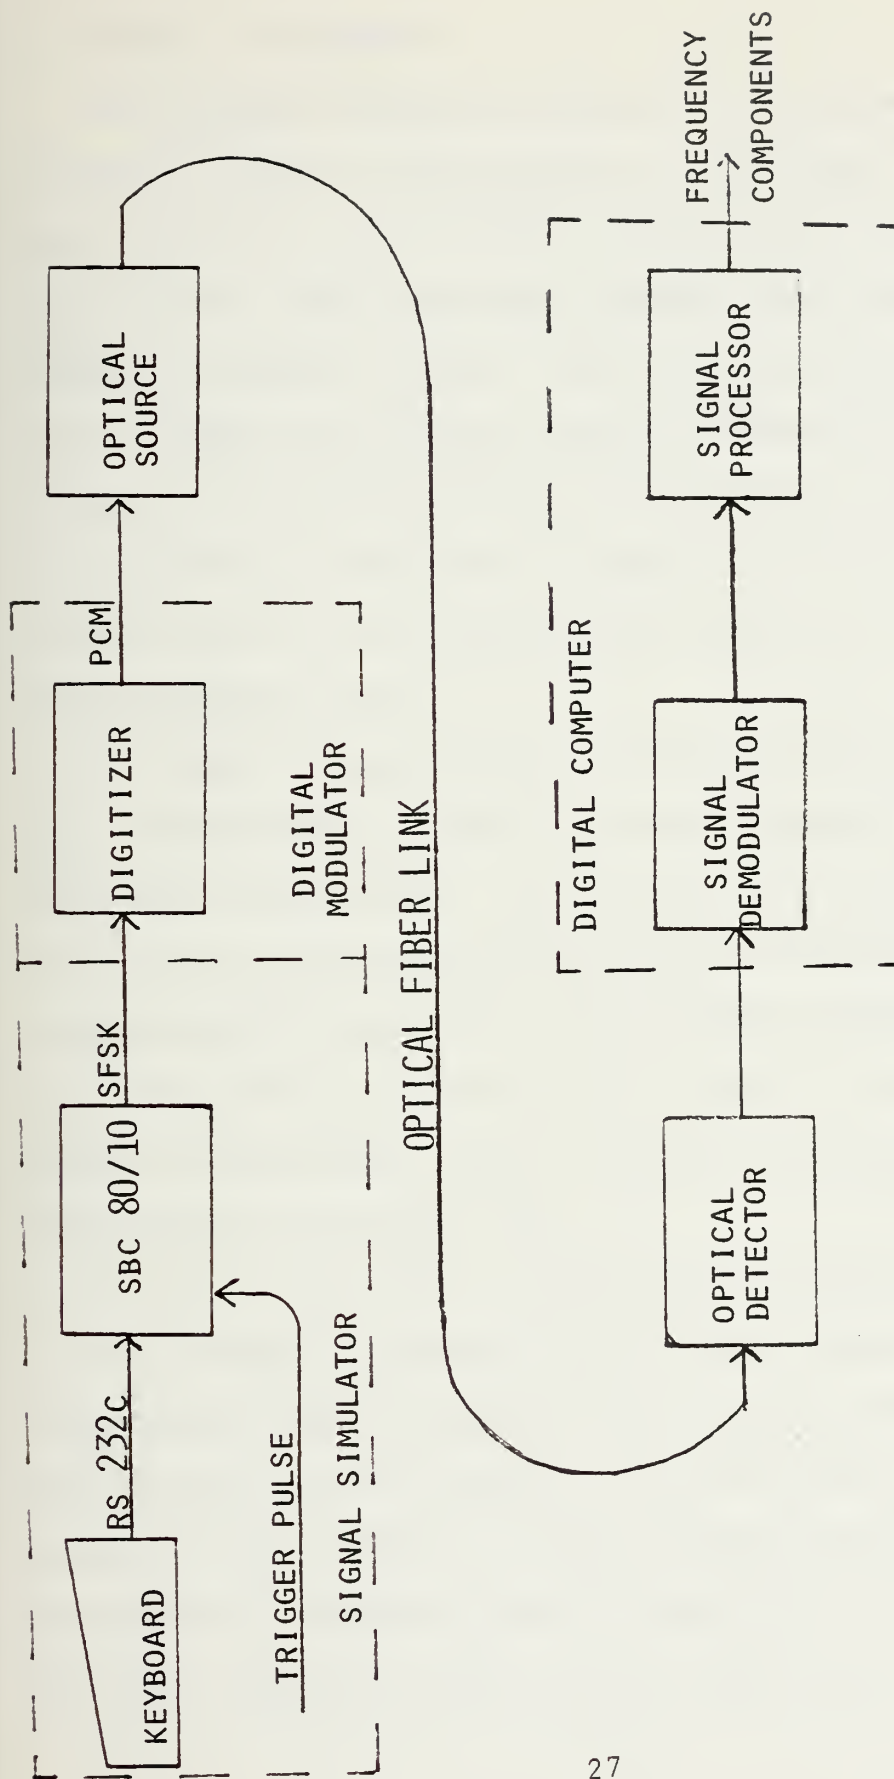 KEYBOARD
RS 232c
SBC 80/10
TRIGGER PULSE
SIGNAL SIMULATOR
SFSK
DIGITIZER
PCM
DIGITAL
MODULATOR
OPTICAL
SOURCE
OPTICAL FIBER LINK
OPTICAL
DETECTOR
DIGITAL COMPUTER
SIGNAL
DEMODULATOR
SIGNAL
PROCESSOR
FREQUENCY
COMPONENTS
27